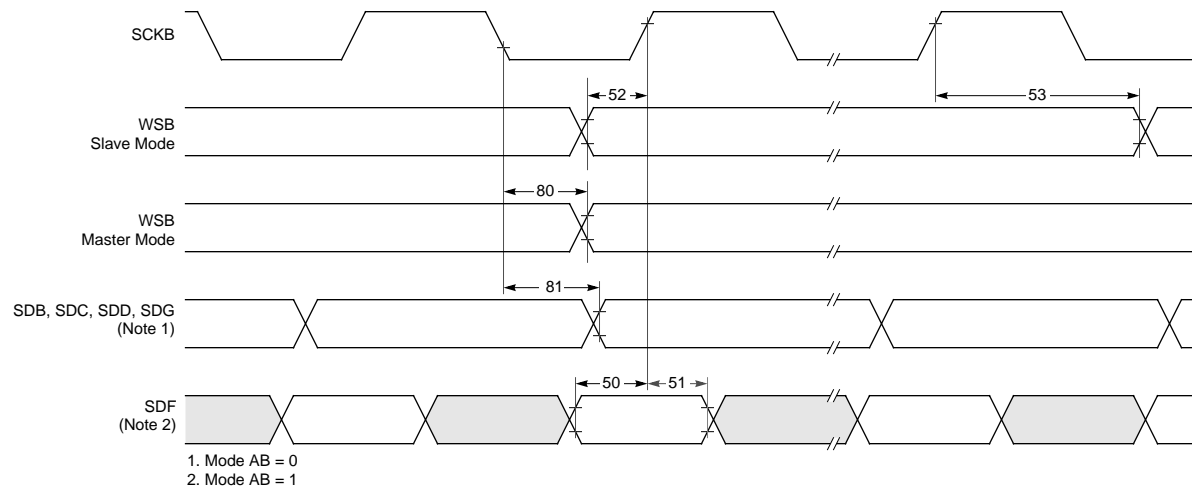 SCKB
52
53
WSB
Slave Mode
80
WSB
Master Mode
81
SDB, SDC, SDD, SDG
(Note 1)
50
51
SDF
(Note 2)
1. Mode AB = 0
2. Mode AB = 1